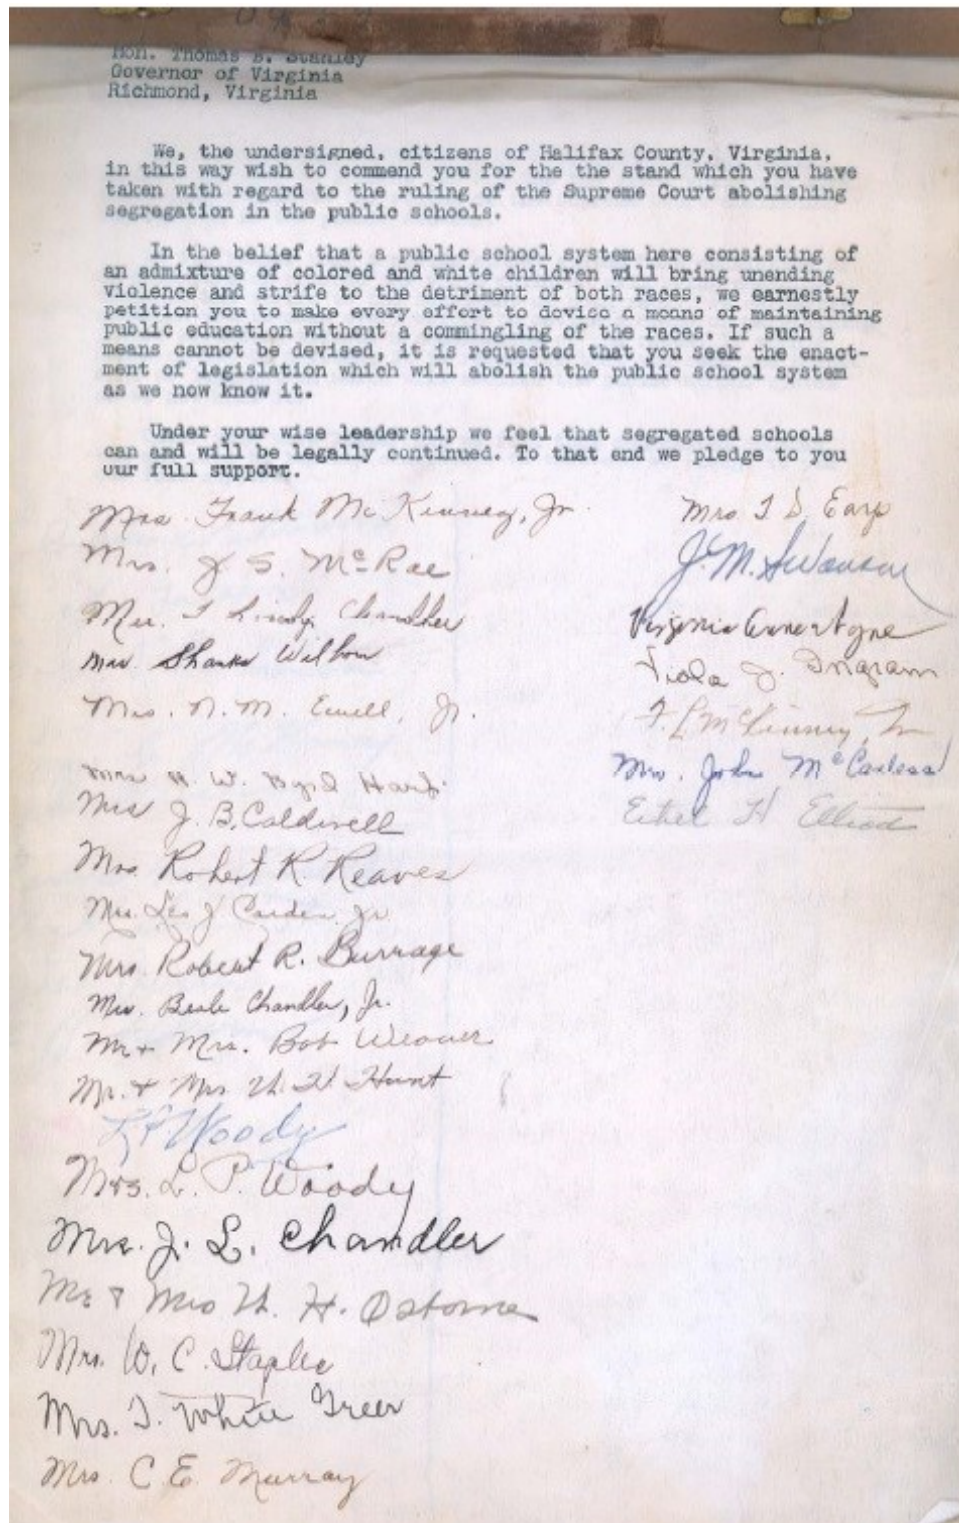 Hon. Thomas B. Stanley
Governor of Virginia
Richmond, Virginia
We, the undersigned, citizens of Halifax County, Virginia,
in this way wish to commend you for the the stand which you have
taken with regard to the ruling of the Supreme Court abolishing
segregation in the public schools.
In the belief that a public school system here consisting of
an admixture of colored and white children will bring unending
violence and strife to the detriment of both races, we earnestly
petition you to make every effort to devise a means of maintaining
public education without a commingling of the races. If such a
means cannot be devised, it is requested that you seek the enact-
ment of legislation which will abolish the public school system
as we now know it.
Under your wise leadership we feel that segregated schools
can and will be legally continued. To that end we pledge to you
our full support.
Mrs. Frank McKinney, Jr.
Mrs. J S. McRae
Mrs. Chandler
Mrs. Shanks Wilborn
Mrs. N. M. Ewell, Jr.
Mrs W. Byrd
Mrs J. B. Caldwell
Mrs. Robert R. Reaves
Mrs. Jr.
Mrs. Robert R. Burrage
Mrs. Beale Chandler, Jr.
Mr + Mrs. Bob Weaver
Mr. & Mrs Hunt
L P Woody
Mrs. L. P. Woody
Mrs. J. L. Chandler
Mr & Mrs H. Osborne
Mrs. W. C. Staples
Mrs. T. White Greer
Mrs. C. E. Murray
Mrs T D Earp
J. M. Swanson
Virginia
Viola J. Ingram
F. L. McKinney, Jr
Mrs. John
Ethel H Elliott